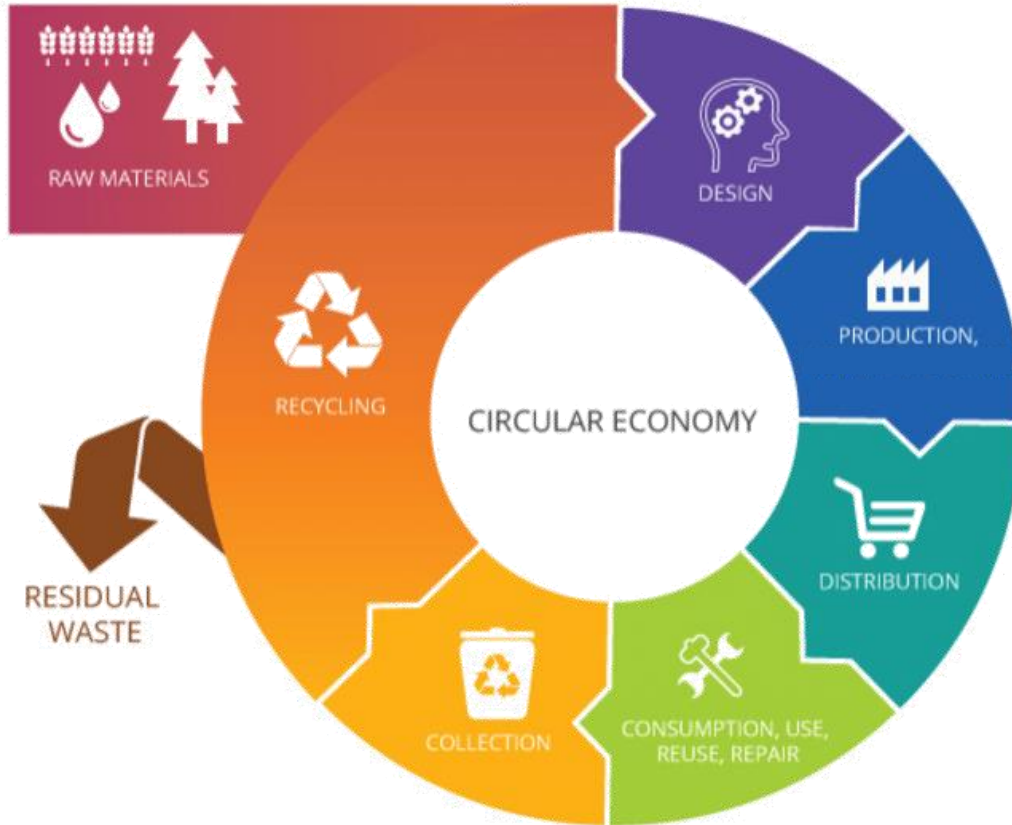 RAW MATERIALS
DESIGN
PRODUCTION,
RECYCLING
CIRCULAR ECONOMY
DISTRIBUTION
RESIDUAL
WASTE
CONSUMPTION, USE,
REUSE, REPAIR
COLLECTION